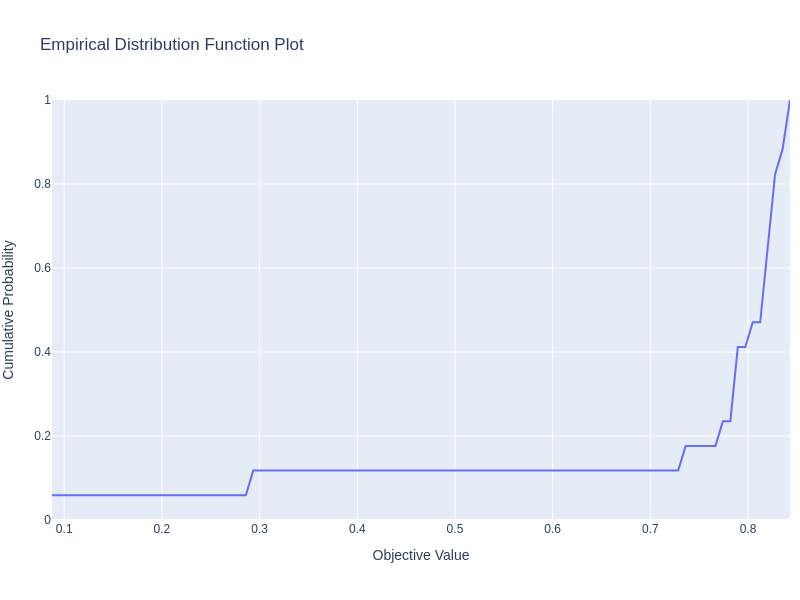 Empirical Distribution Function Plot
1
0.8
0.6
0.4
0.2
0
Cumulative Probability
0.1 0.2 0.3 0.4 0.5 0.6 0.7 0.8
Objective Value